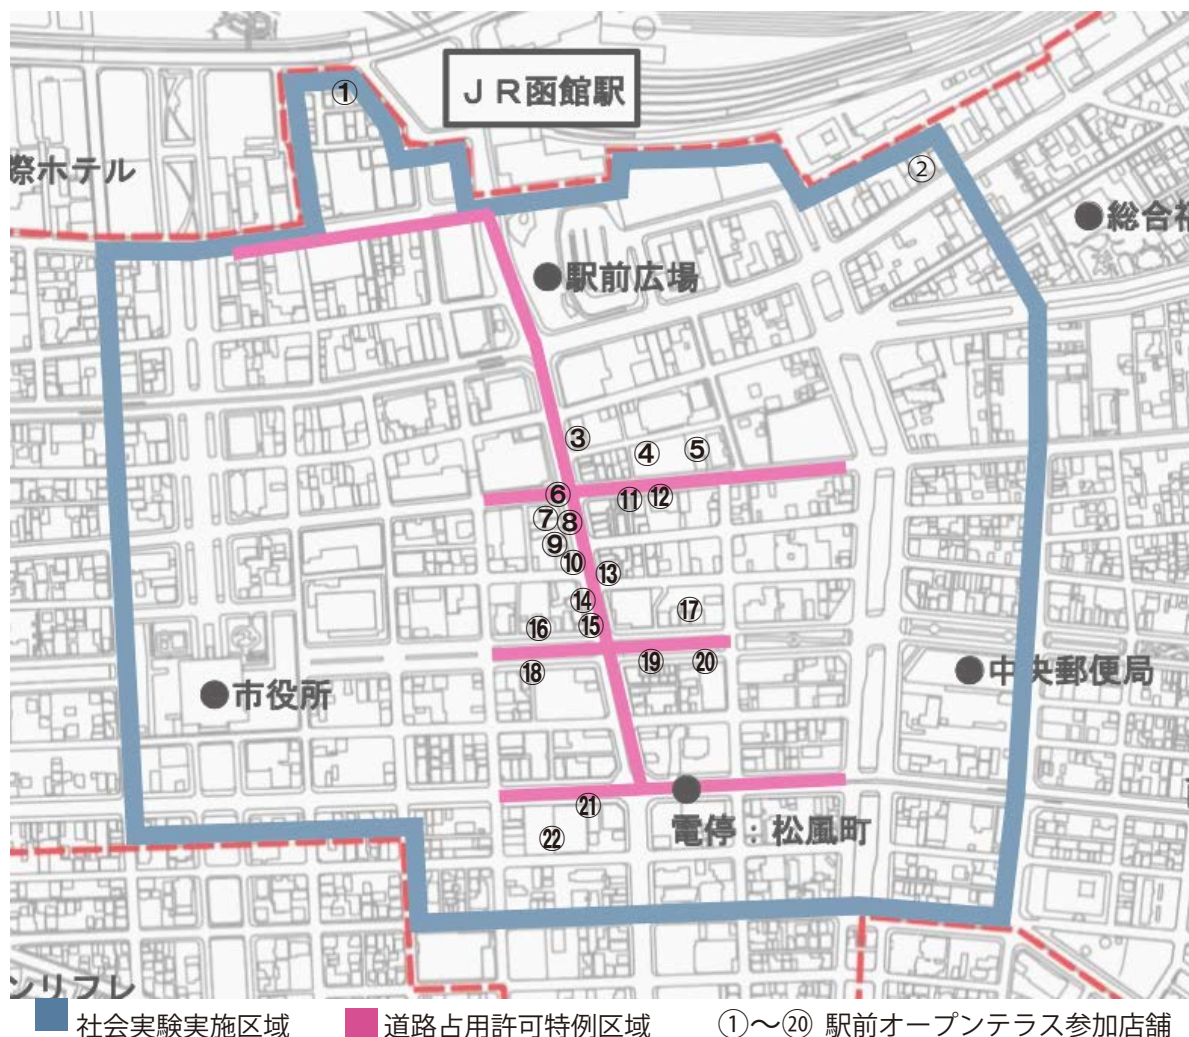 ①
ＪＲ函館駅
際ホテル
②
●総合福
●駅前広場
③
④
⑤
⑥
⑪
⑫
⑦
⑧
⑨
⑩
⑬
⑭
⑰
⑯
⑮
⑱
⑲
⑳
●市役所
●中央郵便局
㉑
㉒
電停：松風町
ンリフレ
社会実験実施区域
道路占用許可特例区域
①～⑳ 駅前オープンテラス参加店舗